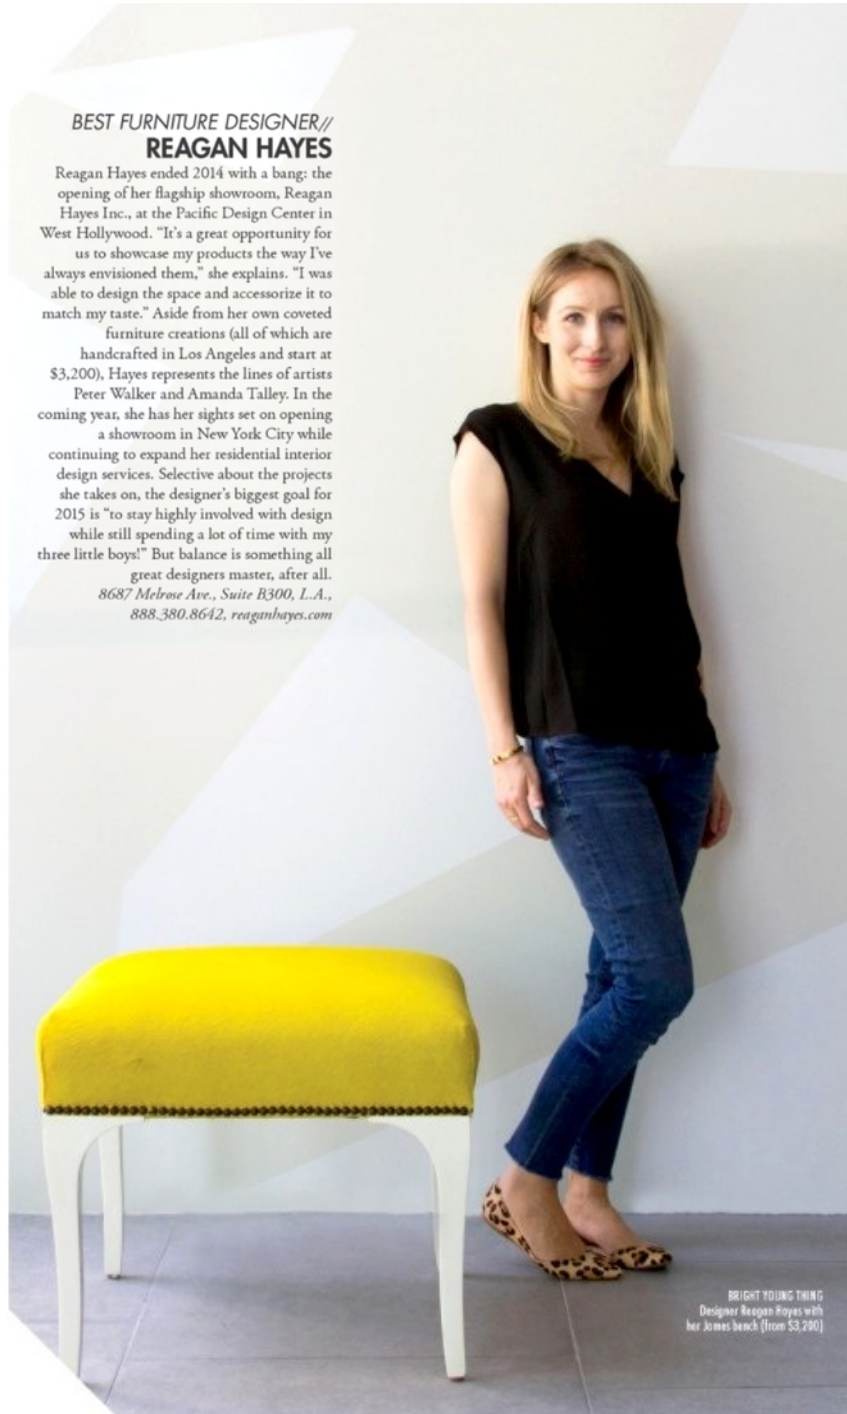 BEST FURNITURE DESIGNER//
REAGAN HAYES
Reagan Hayes ended 2014 with a bang: the
opening of her flagship showroom, Reagan
Hayes Inc., at the Pacific Design Center in
West Hollywood. “It’s a great opportunity for
us to showcase my products the way I’ve
always envisioned them,” she explains. “I was
able to design the space and accessorize it to
match my taste.” Aside from her own coveted
furniture creations (all of which are
handcrafted in Los Angeles and start at
$3,200), Hayes represents the lines of artists
Peter Walker and Amanda Talley. In the
coming year, she has her sights set on opening
a showroom in New York City while
continuing to expand her residential interior
design services. Selective about the projects
she takes on, the designer’s biggest goal for
2015 is “to stay highly involved with design
while still spending a lot of time with my
three little boys!” But balance is something all
great designers master, after all.
8687 Melrose Ave., Suite B300, L.A.,
888.380.8642, reaganhayes.com
BRIGHT YOUNG THING
Designer Reagan Hayes with
her James bench (from $3,200)